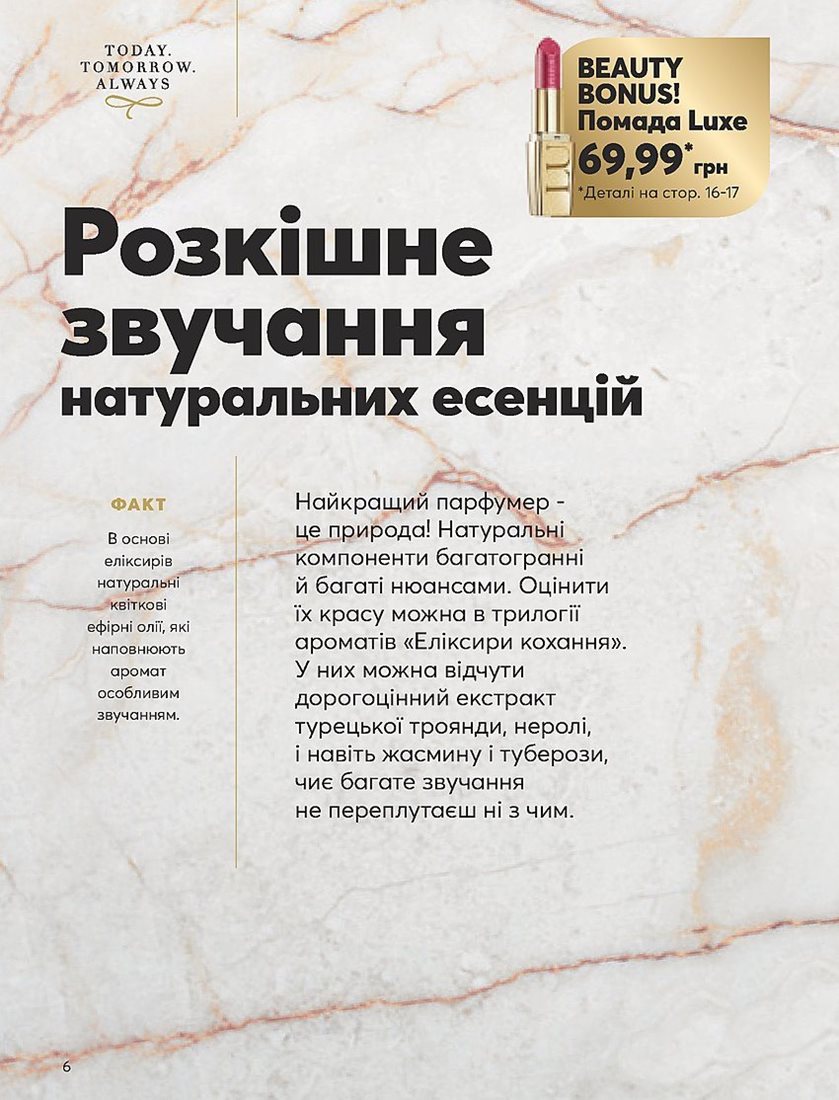 TODAY.
TOMORROW.
ALWAYS
BEAUTY
BONUS!
Помада Luxe
69,99* грн
*Деталі на стор. 16-17
LU
Розкішне
звучання
натуральних есенцій
ФАКТ
В основі
еліксирів
натуральні
квіткові
ефірні олії, які
наповнюють
аромат
особливим
звучанням.
Найкращий парфумер -
це природа! Натуральні
компоненти багатогранні
й багаті нюансами. Оцінити
їх красу можна в трилогії
ароматів «Еліксири кохання».
У них можна відчути
дорогоцінний екстракт
турецької троянди, неролі,
і навіть жасмину і туберози,
чиє багате звучання
не переплутаєш ні з чим.
6